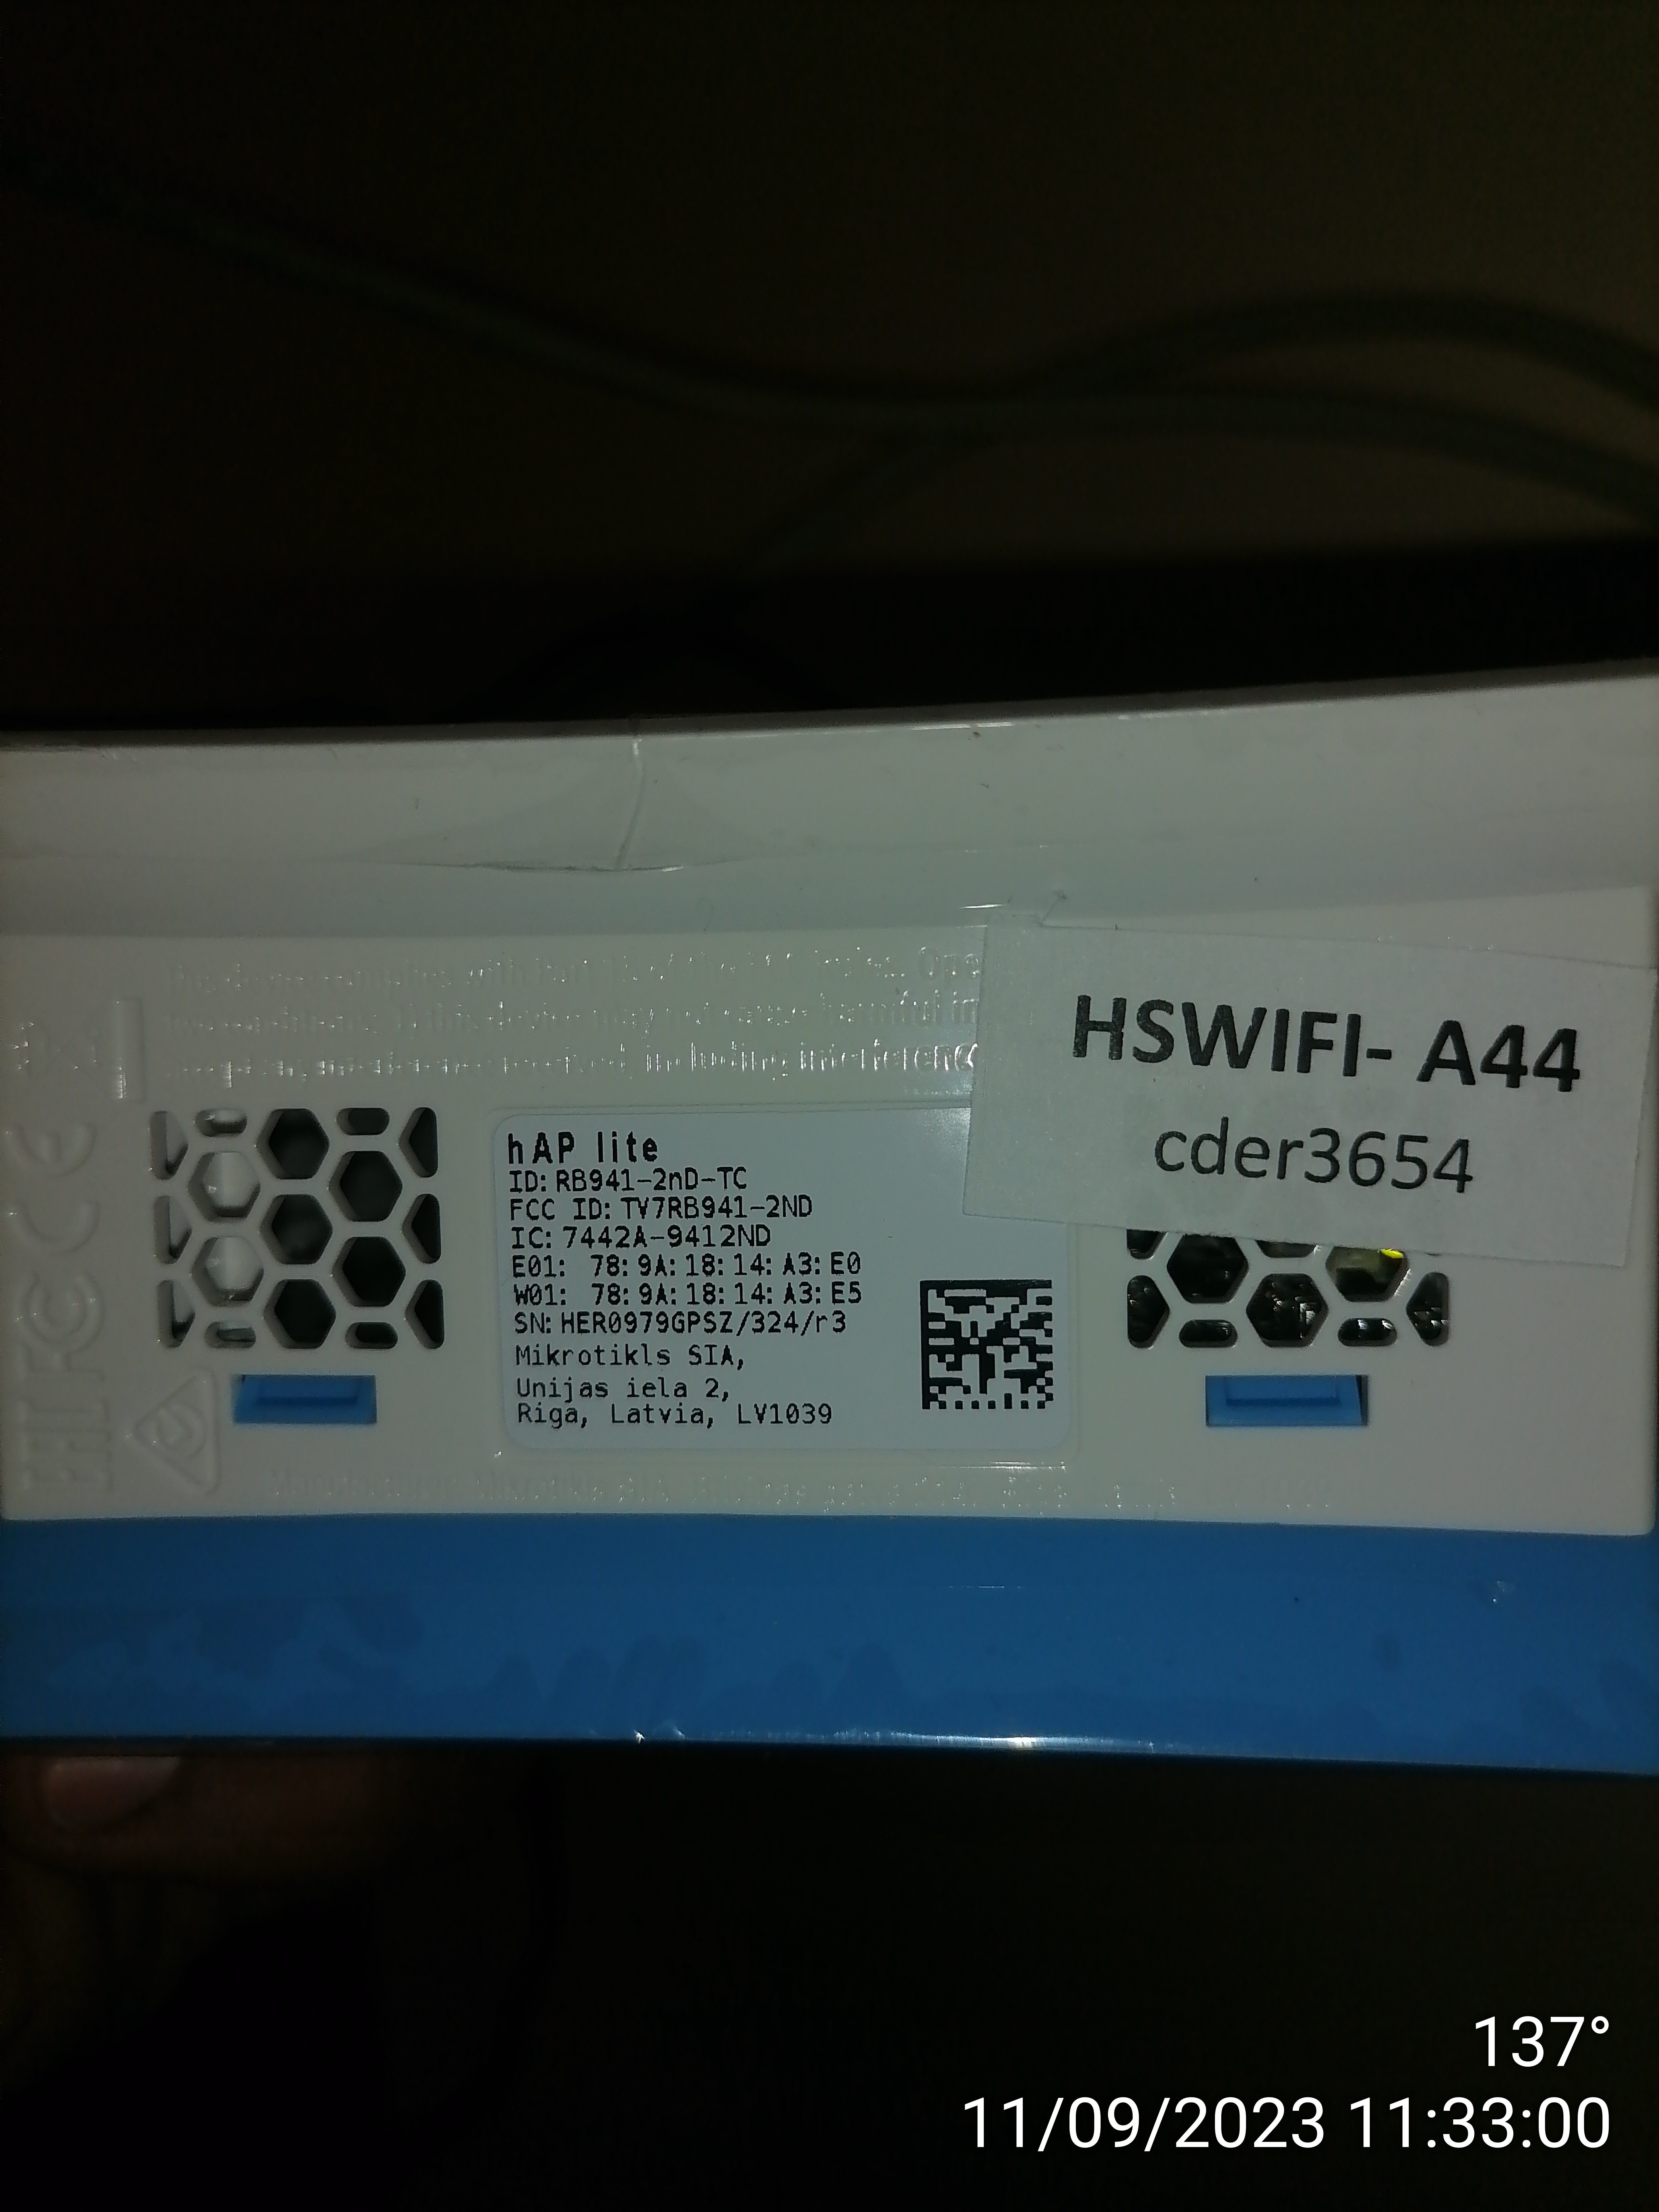 including interferenc
HSWIFI- A44
cder3654
hAP lite
ID: RB941-2nD-TC
FCC ID: TV7RB941-2ND
IC: 7442A-9412ND
E01: 78:9A:18:14:A3:E0
W01: 78:9A:18:14:A3:E5
SN: HER0979GPSZ/324/r3
Mikrotikls SIA,
Unijas iela 2,
Riga, Latvia, LV1039
137°
11/09/2023 11:33:00